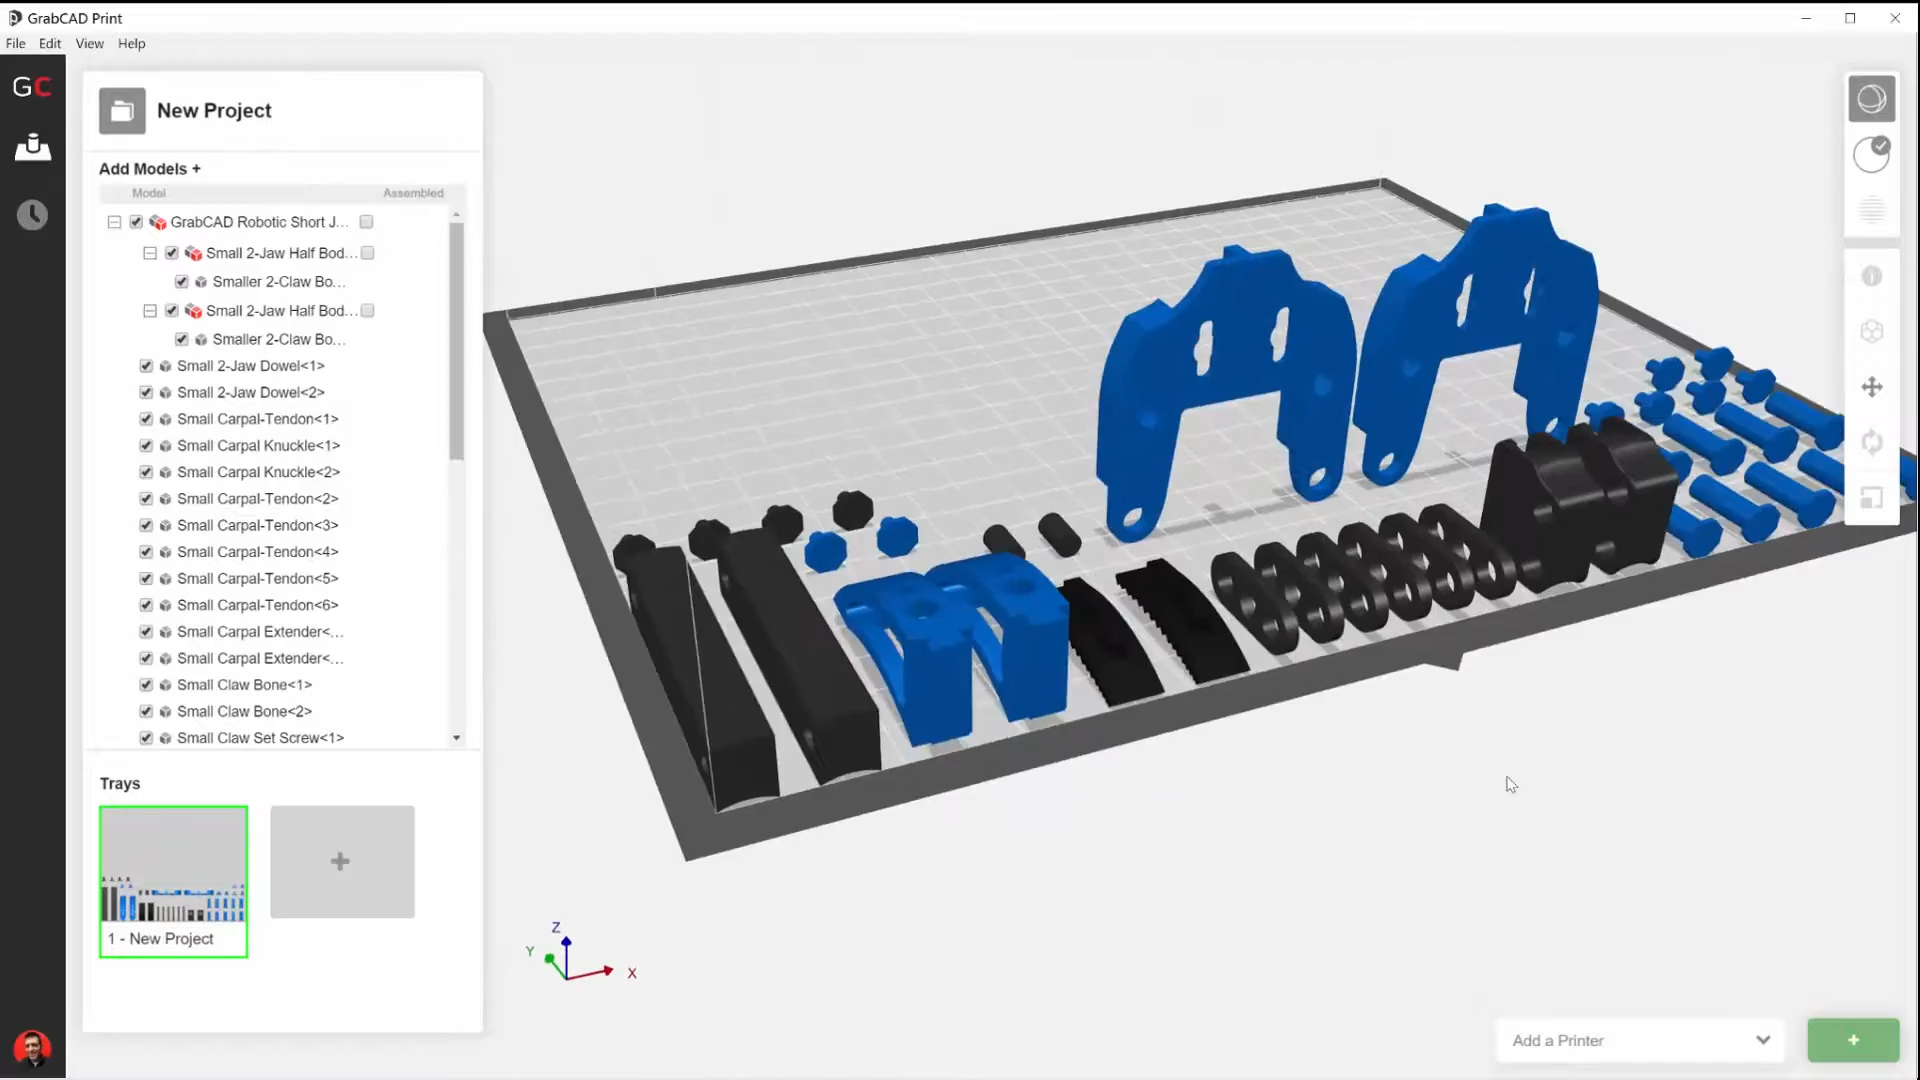 GrabCAD Print
File Edit View Help
GC
New Project
Add Models +
Model Assembled
GrabCAD Robotic Short J...
Small 2-Jaw Half Bod...
Smaller 2-Claw Bo...
Small 2-Jaw Half Bod...
Smaller 2-Claw Bo...
Small 2-Jaw Dowel<1>
Small 2-Jaw Dowel<2>
Small Carpal-Tendon<1>
Small Carpal Knuckle<1>
Small Carpal Knuckle<2>
Small Carpal-Tendon<2>
Small Carpal-Tendon<3>
Small Carpal-Tendon<4>
Small Carpal-Tendon<5>
Small Carpal-Tendon<6>
Small Carpal Extender<...
Small Carpal Extender<...
Small Claw Bone<1>
Small Claw Bone<2>
Small Claw Set Screw<1>
Trays
1 - New Project
Z
Y
X
Add a Printer
+